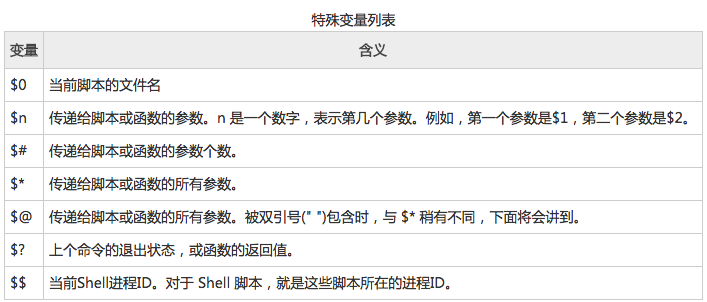 特殊变量列表
变量 含义
$0 当前脚本的文件名
$n 传递给脚本或函数的参数。n 是一个数字，表示第几个参数。例如，第一个参数是$1，第二个参数是$2。
$# 传递给脚本或函数的参数个数。
$* 传递给脚本或函数的所有参数。
$@ 传递给脚本或函数的所有参数。被双引号(" ")包含时，与 $* 稍有不同，下面将会讲到。
$? 上个命令的退出状态，或函数的返回值。
$$ 当前Shell进程ID。对于 Shell 脚本，就是这些脚本所在的进程ID。